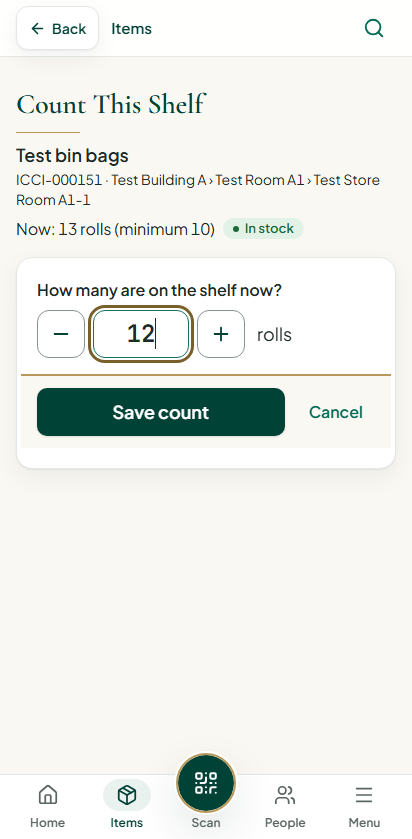 Back
Items
Count This Shelf
Test bin bags
ICCI-000151 · Test Building A › Test Room A1 › Test Store
Room A1-1
Now: 13 rolls (minimum 10)
In stock
How many are on the shelf now?
− 12 + rolls
Save count
Cancel
Home
Items
Scan
People
Menu